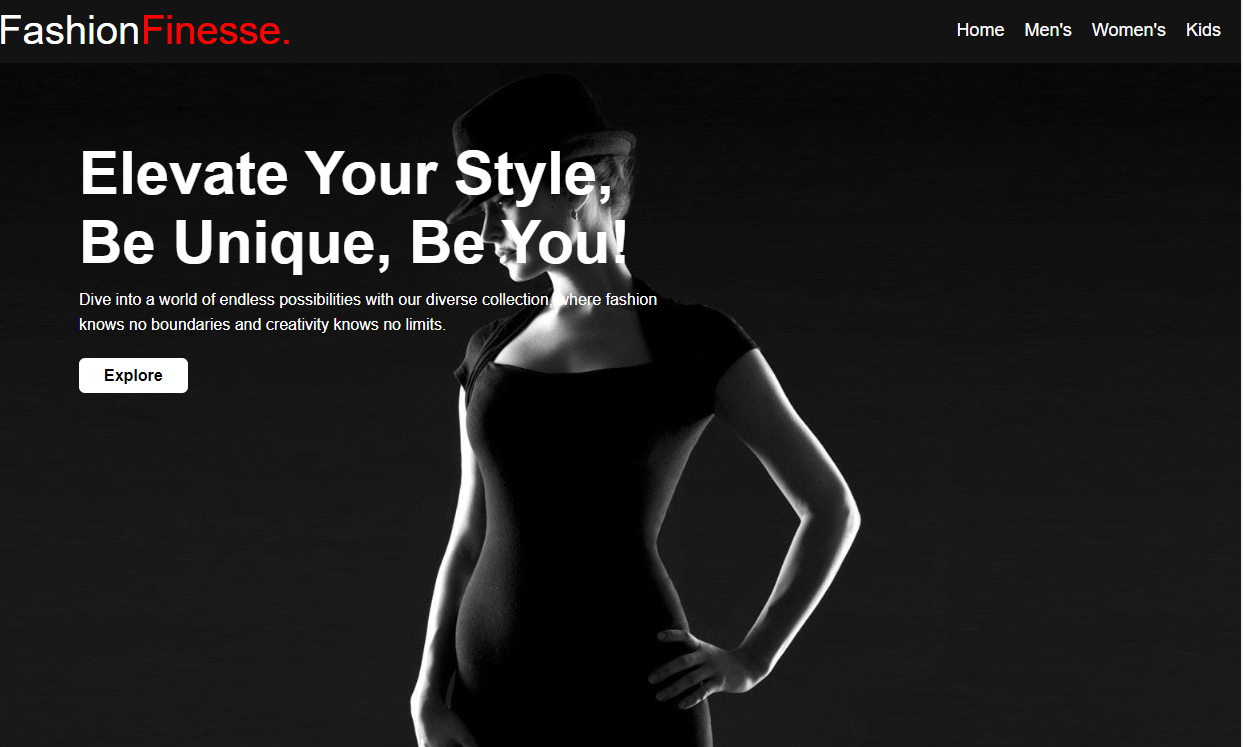 FashionFinesse.
Home Men's Women's Kids
Elevate Your Style,
Be Unique, Be You!
Dive into a world of endless possibilities with our diverse collection, where fashion
knows no boundaries and creativity knows no limits.
Explore